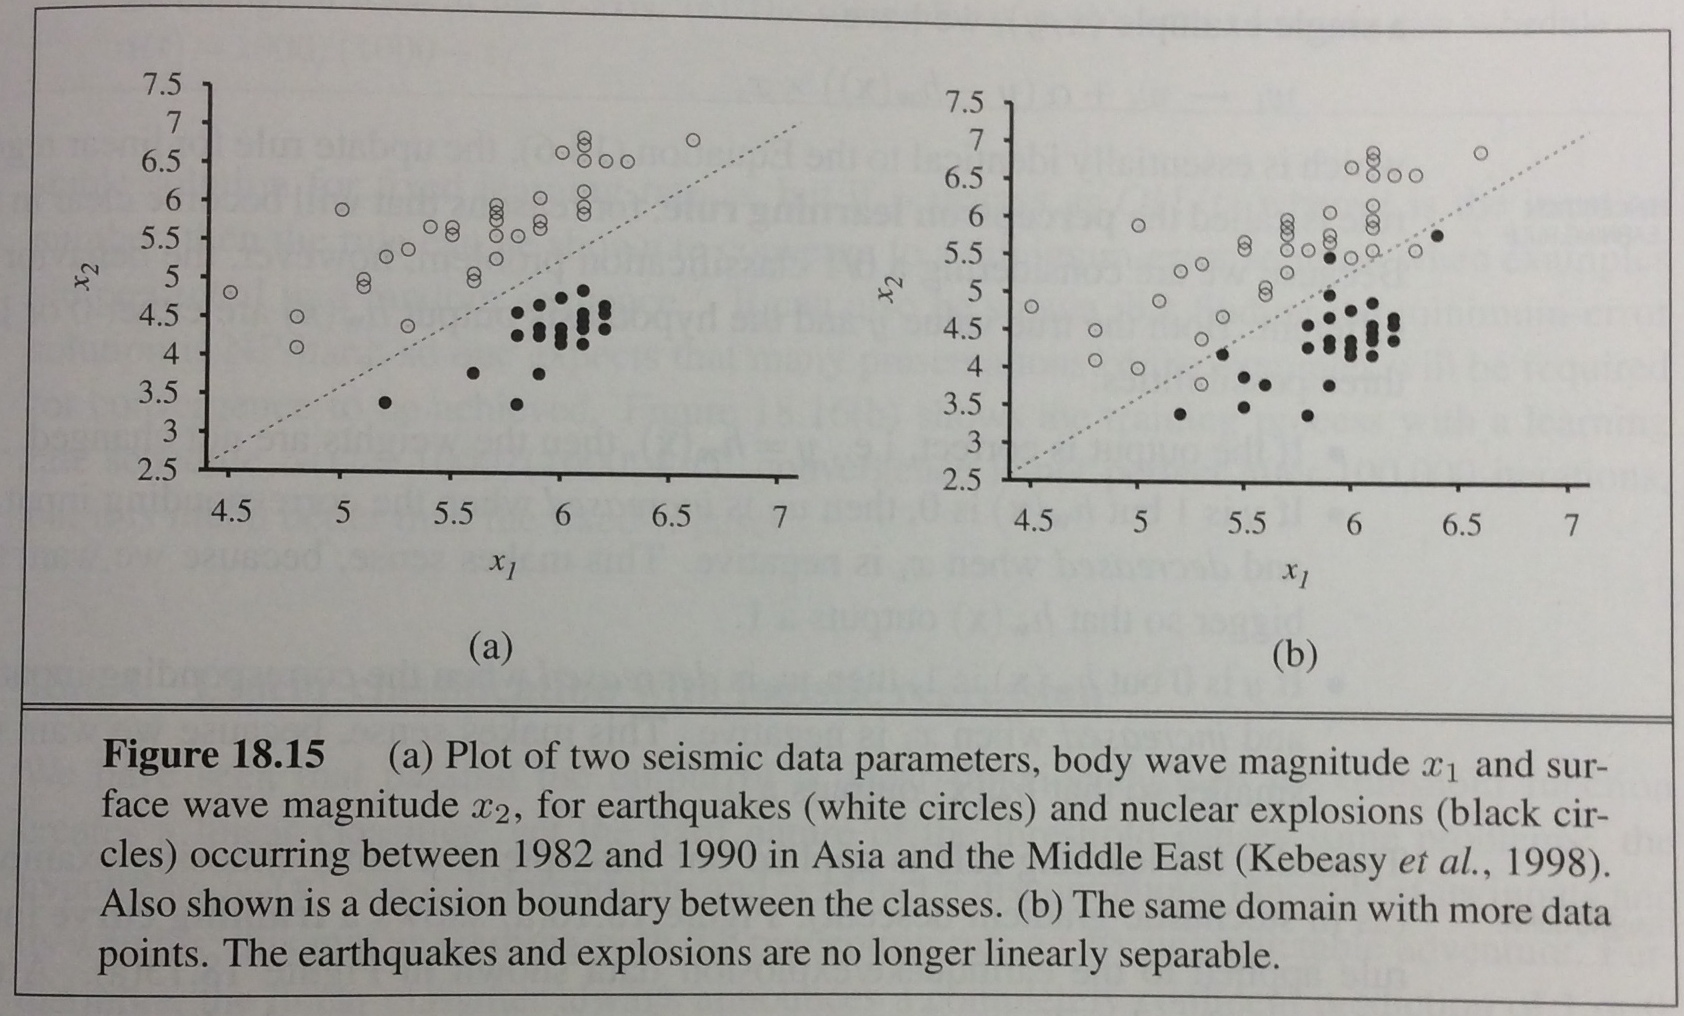 7.5
7
6.5
6
5.5
5
4.5
4
3.5
3
2.5
x2
4.5 5 5.5 6 6.5 7
x1
(a)
7.5
7
6.5
6
5.5
5
4.5
4
3.5
3
2.5
x2
4.5 5 5.5 6 6.5 7
x1
(b)
Figure 18.15 (a) Plot of two seismic data parameters, body wave magnitude x1 and sur-
face wave magnitude x2, for earthquakes (white circles) and nuclear explosions (black cir-
cles) occurring between 1982 and 1990 in Asia and the Middle East (Kebeasy et al., 1998).
Also shown is a decision boundary between the classes. (b) The same domain with more data
points. The earthquakes and explosions are no longer linearly separable.